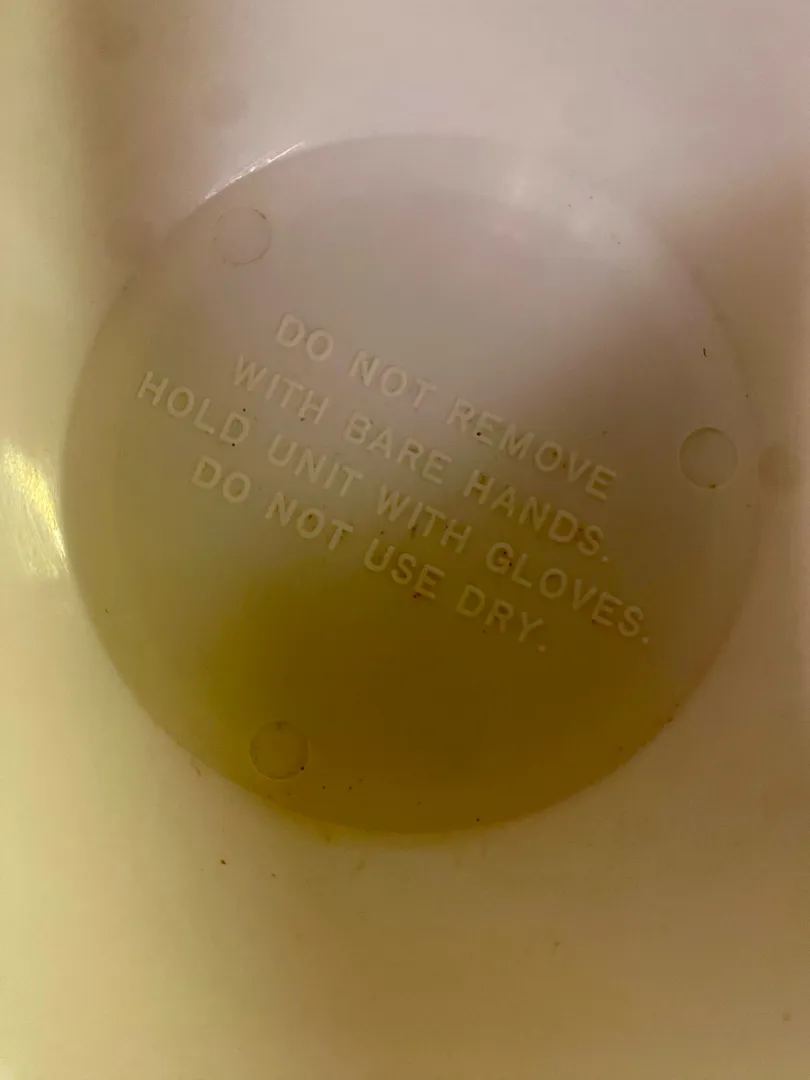 DO NOT REMOVE
WITH BARE HANDS.
HOLD UNIT WITH GLOVES.
DO NOT USE DRY.